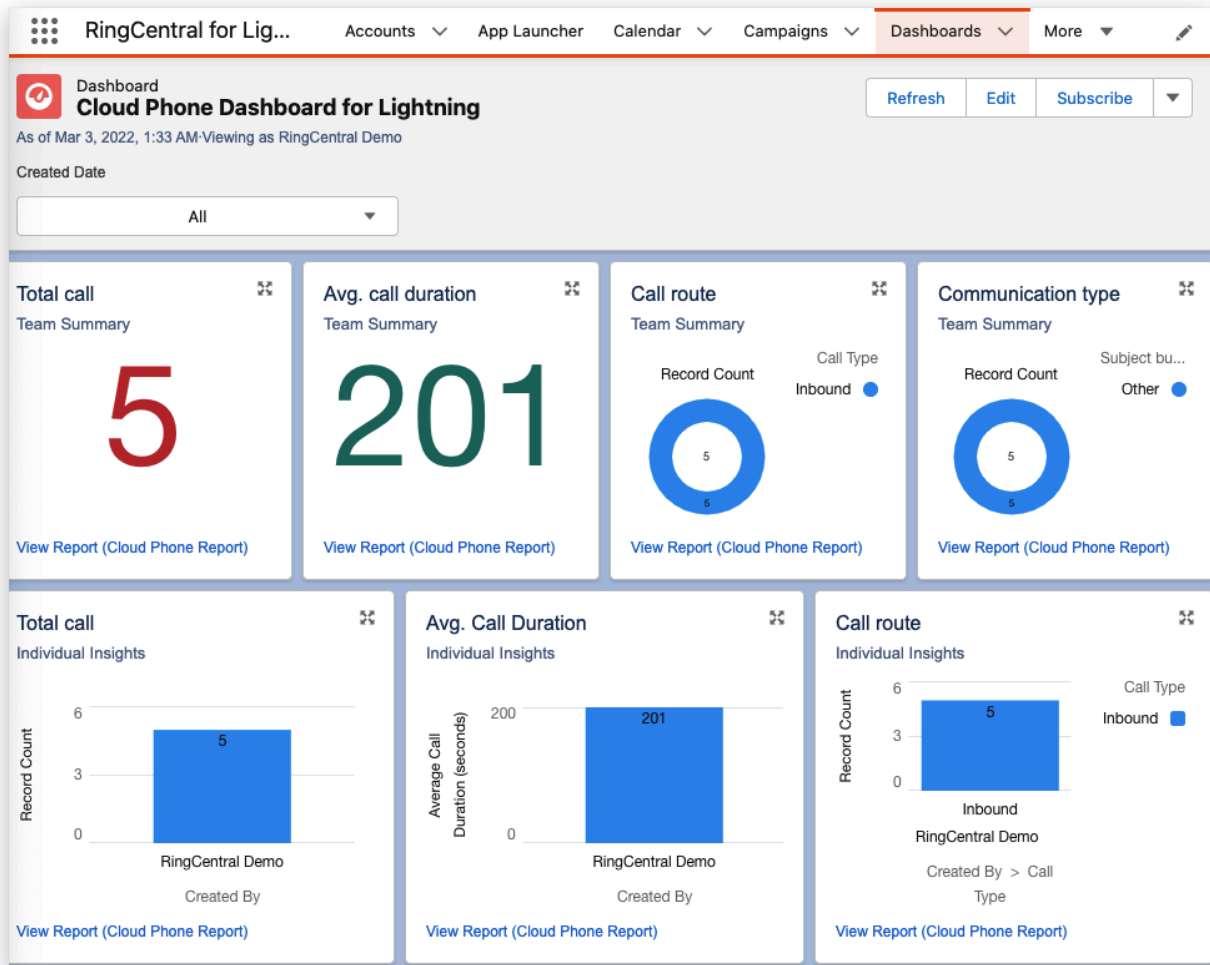 RingCentral for Lig...
Accounts
App Launcher
Calendar
Campaigns
Dashboards
More
Dashboard
Cloud Phone Dashboard for Lightning
As of Mar 3, 2022, 1:33 AM·Viewing as RingCentral Demo
Refresh
Edit
Subscribe
Created Date
All
Total call
Team Summary
5
View Report (Cloud Phone Report)
Avg. call duration
Team Summary
201
View Report (Cloud Phone Report)
Call route
Team Summary
Call Type
Record Count
Inbound
5
5
View Report (Cloud Phone Report)
Communication type
Team Summary
Subject bu...
Record Count
Other
5
5
View Report (Cloud Phone Report)
Total call
Individual Insights
Record Count
6
3
0
5
RingCentral Demo
Created By
View Report (Cloud Phone Report)
Avg. Call Duration
Individual Insights
Average Call
Duration (seconds)
200
0
201
RingCentral Demo
Created By
View Report (Cloud Phone Report)
Call route
Individual Insights
Record Count
6
3
0
5
Call Type
Inbound
Inbound
RingCentral Demo
Created By > Call
Type
View Report (Cloud Phone Report)